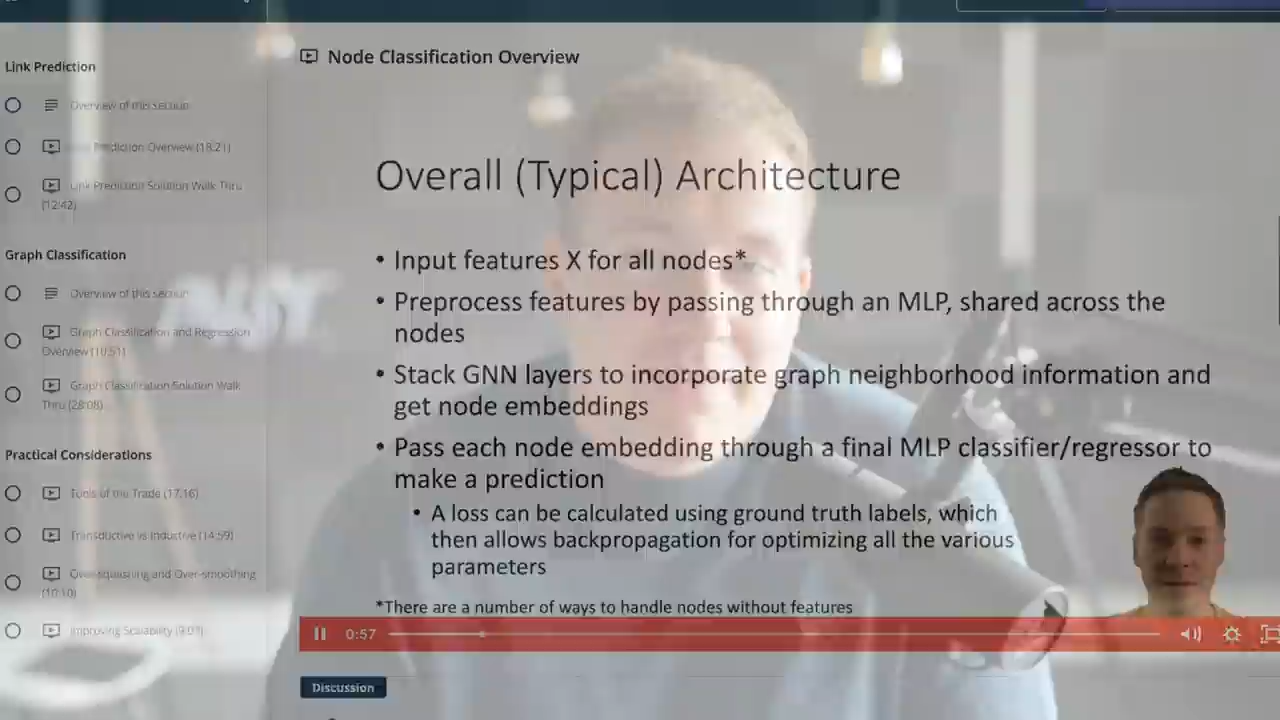 Link Prediction
Overview of this section
Prediction Overview (18:21)
Link Prediction Solution Walk Thru
(12:42)
Graph Classification
Overview of this section
Graph Classification and Regression
Overview (10:51)
Graph Classification Solution Walk
Thru (28:08)
Practical Considerations
Tools of the Trade (17:16)
Transductive vs Inductive (14:59)
Over-squishing and Over-smoothing
(10:10)
Improving Scalability (9:01)
Node Classification Overview
Overall (Typical) Architecture
• Input features X for all nodes*
• Preprocess features by passing through an MLP, shared across the
nodes
• Stack GNN layers to incorporate graph neighborhood information and
get node embeddings
• Pass each node embedding through a final MLP classifier/regressor to
make a prediction
• A loss can be calculated using ground truth labels, which
then allows backpropagation for optimizing all the various
parameters
*There are a number of ways to handle nodes without features
0:57
Discussion